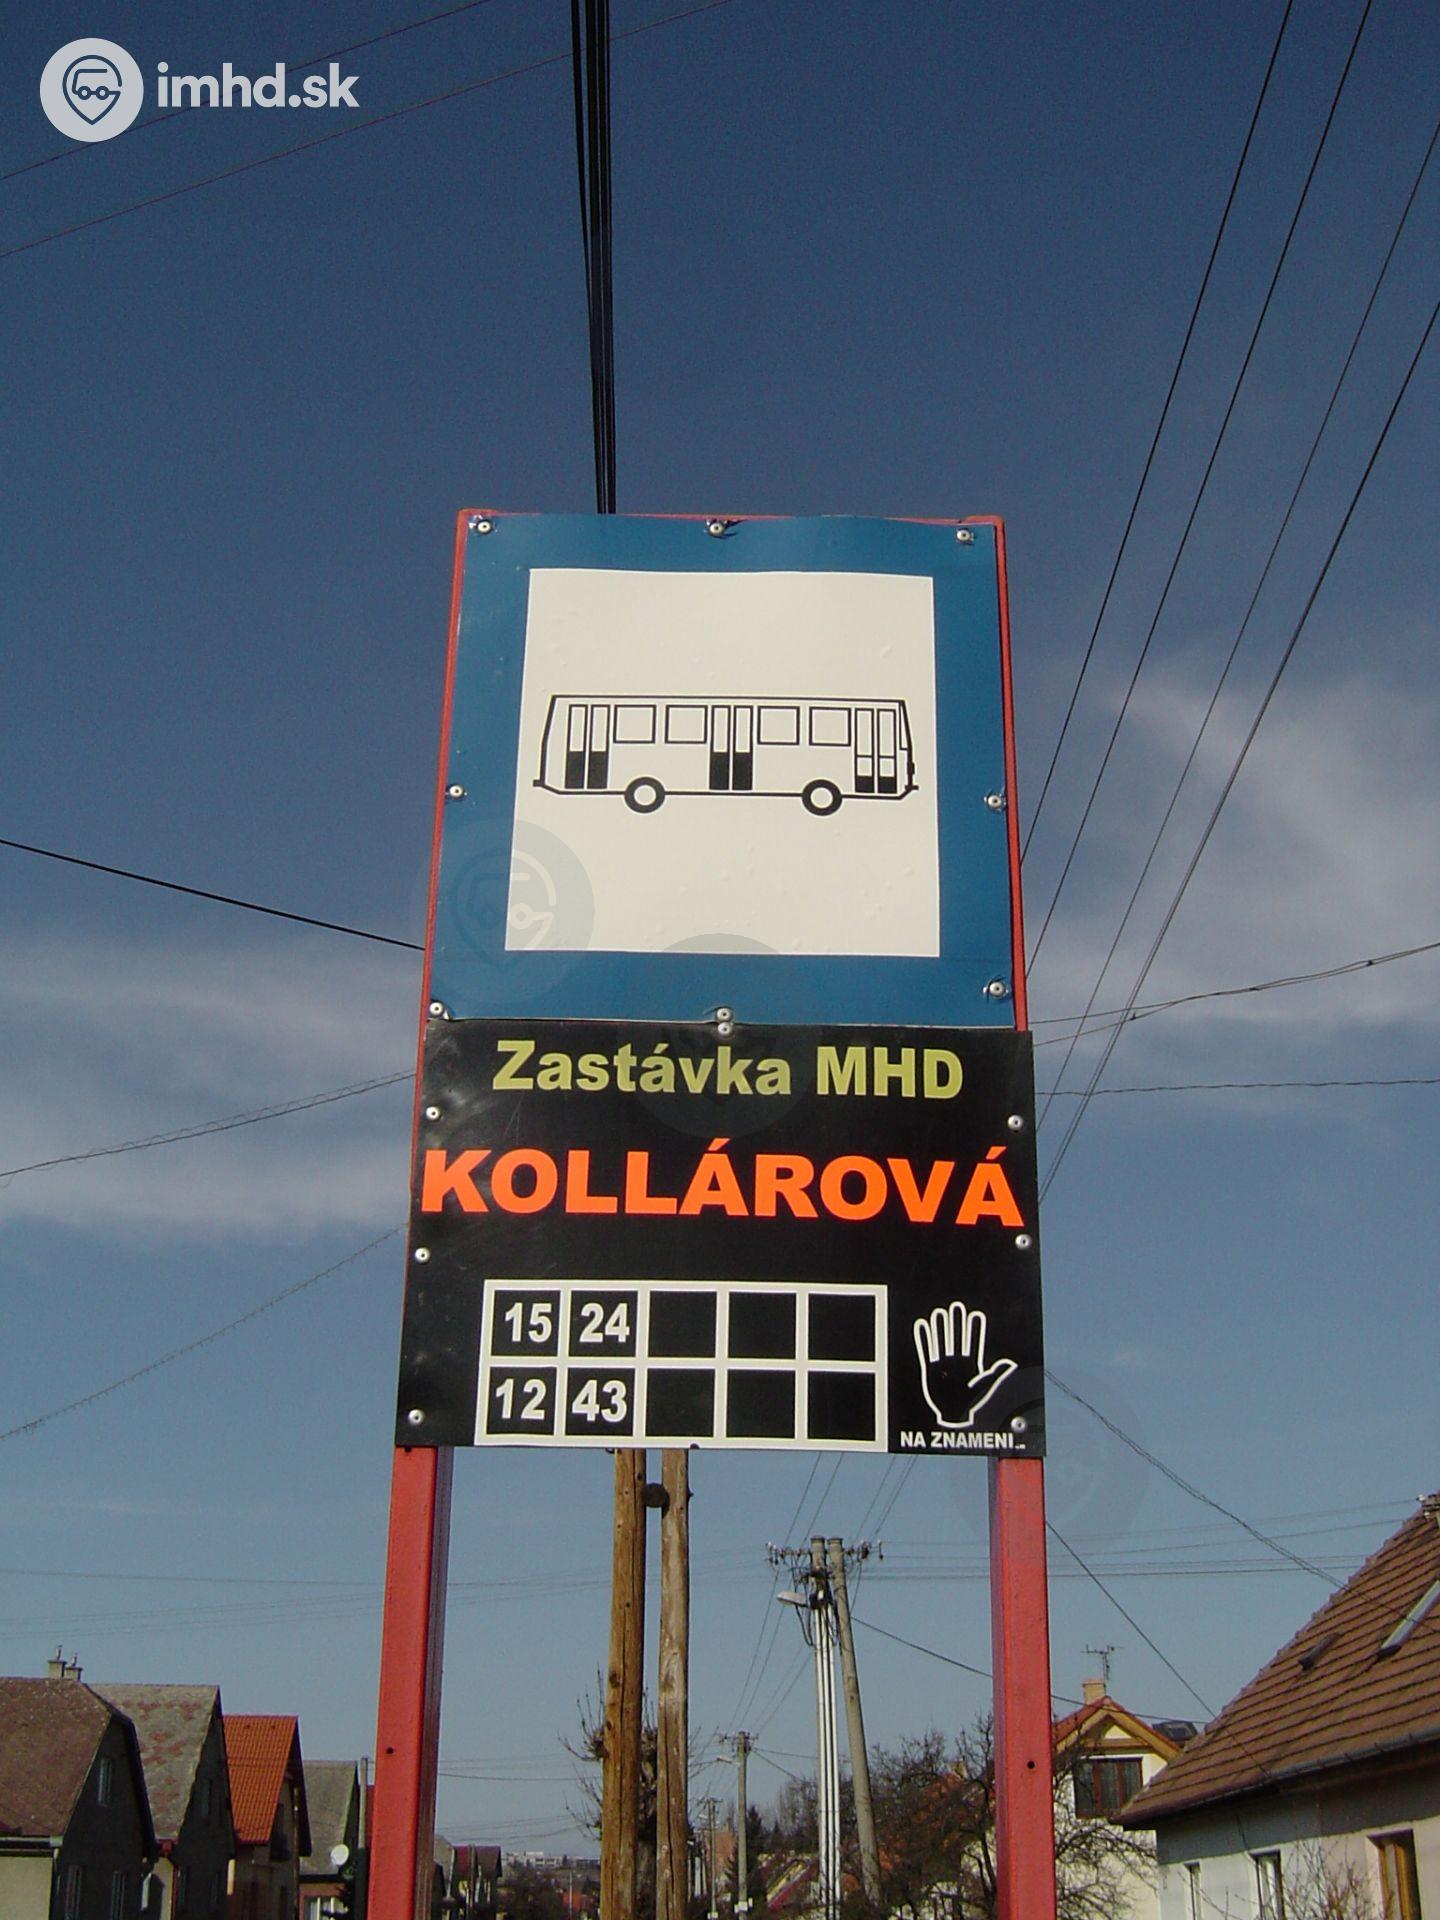 imhd.sk
Zastávka MHD
KOLLÁROVÁ
15 24
12 43
NA ZNAMENI..